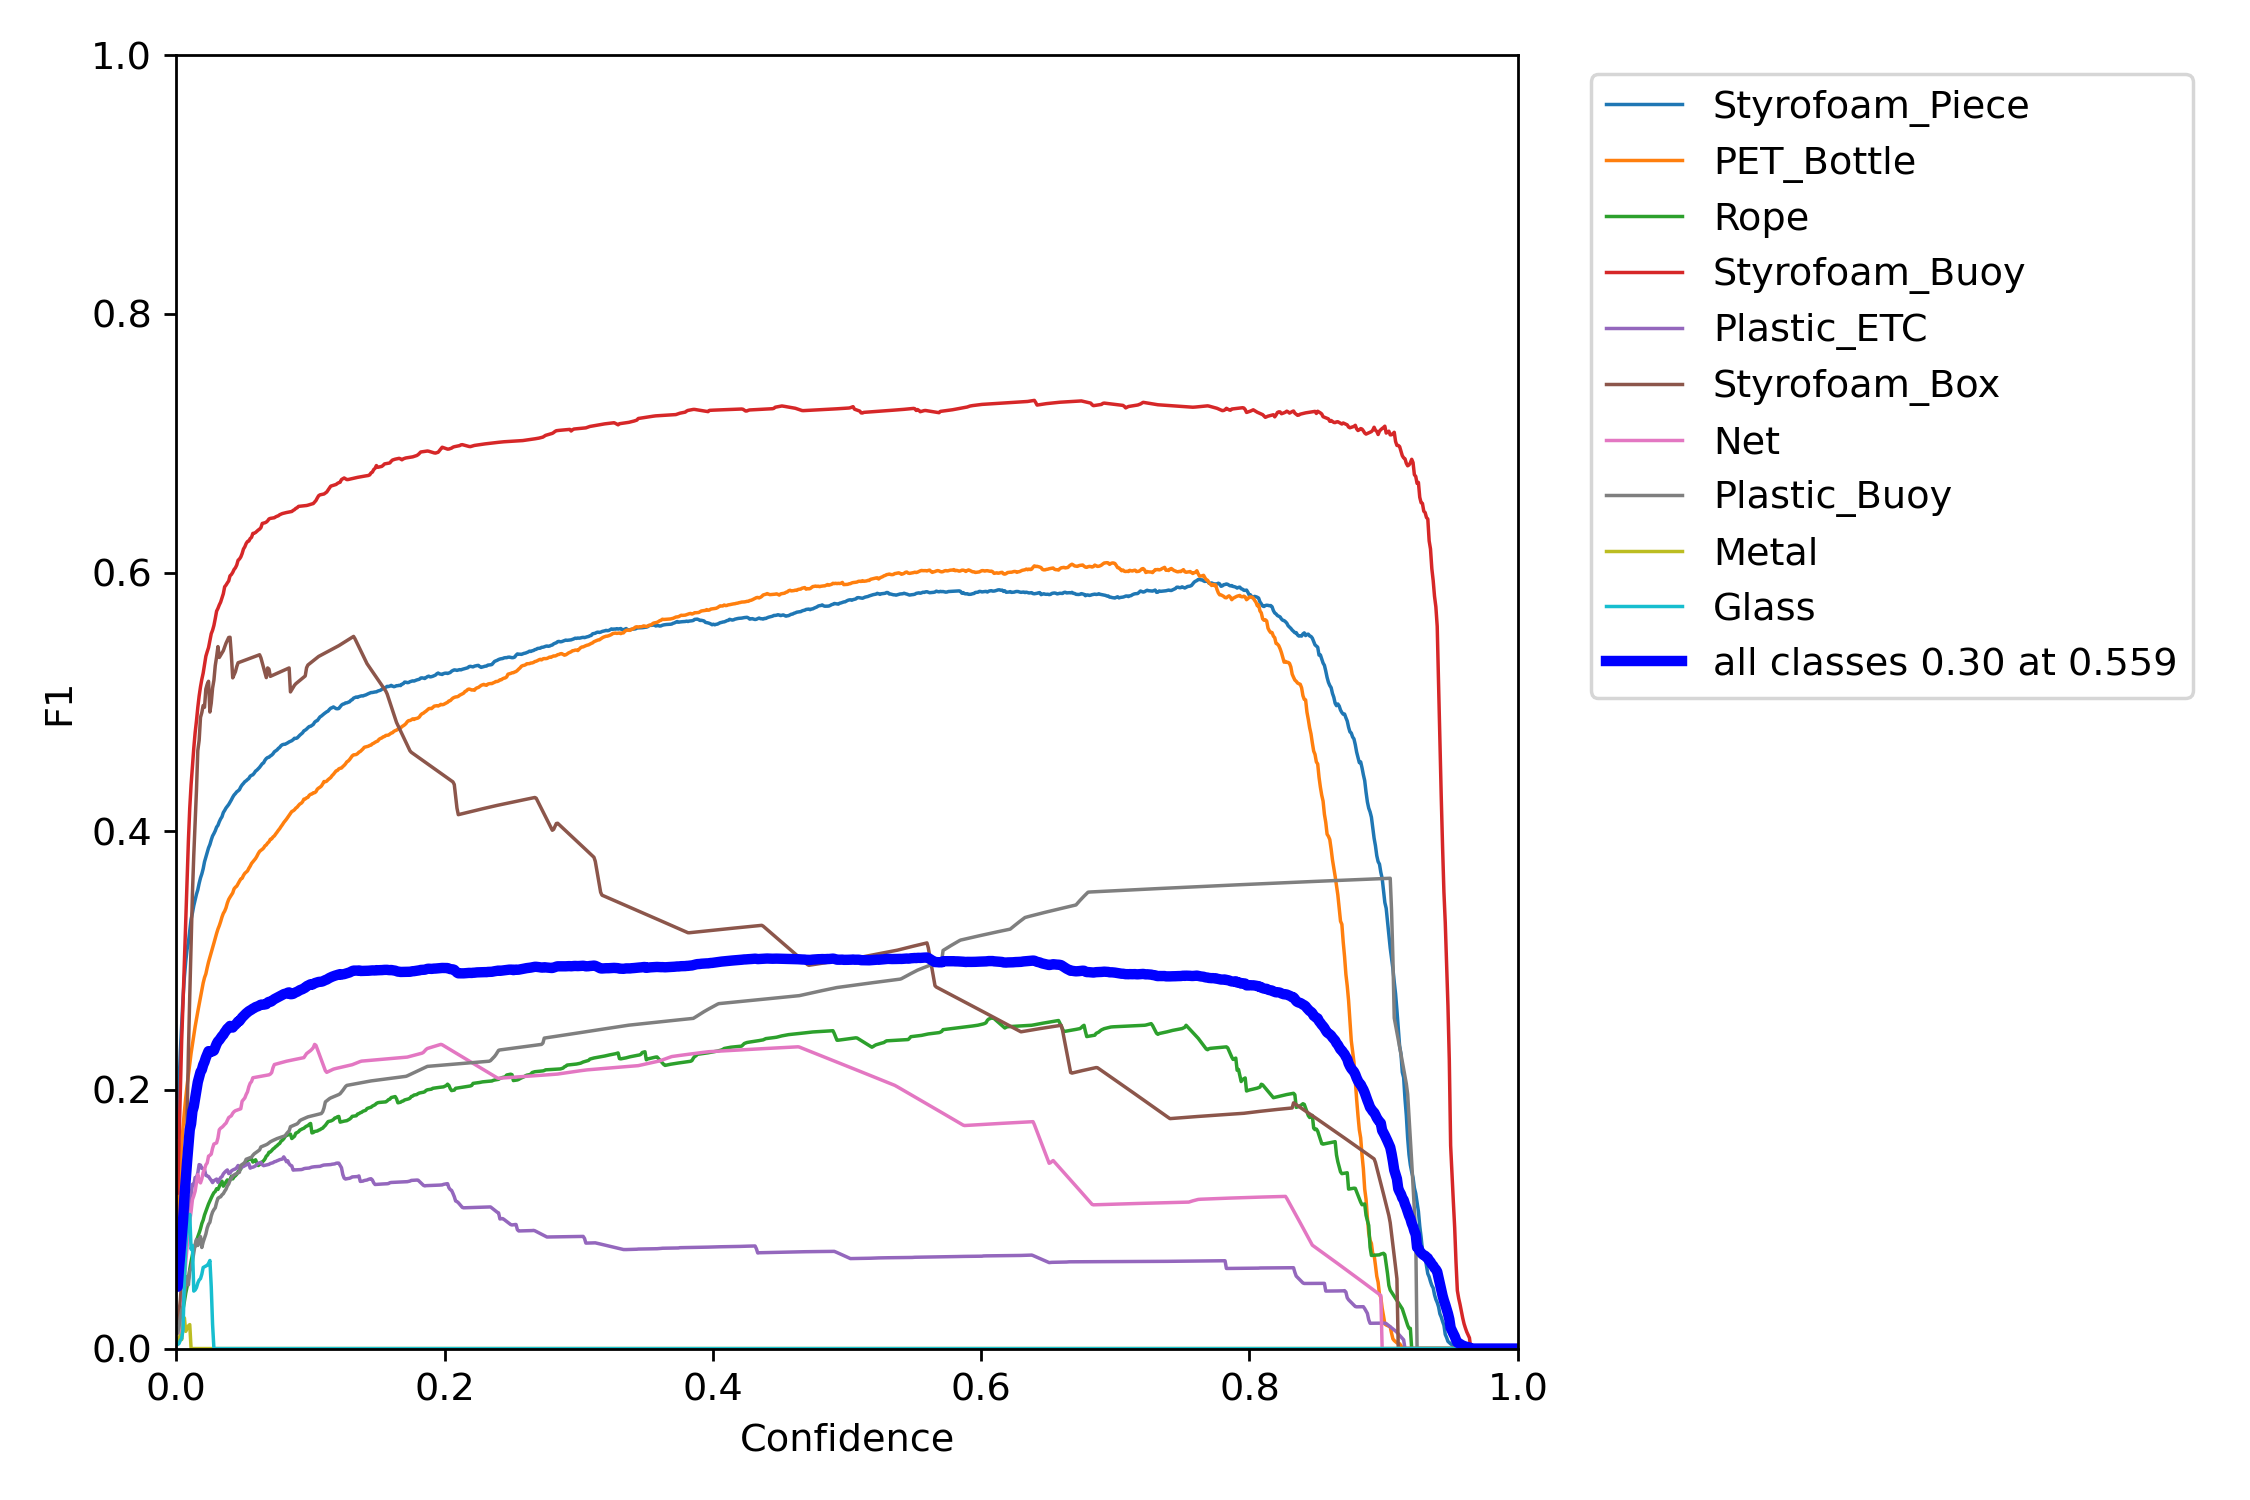 1.0
0.8
0.6
0.4
0.2
0.0
F1
0.0 0.2 0.4 0.6 0.8 1.0
Confidence
Styrofoam_Piece
PET_Bottle
Rope
Styrofoam_Buoy
Plastic_ETC
Styrofoam_Box
Net
Plastic_Buoy
Metal
Glass
all classes 0.30 at 0.559